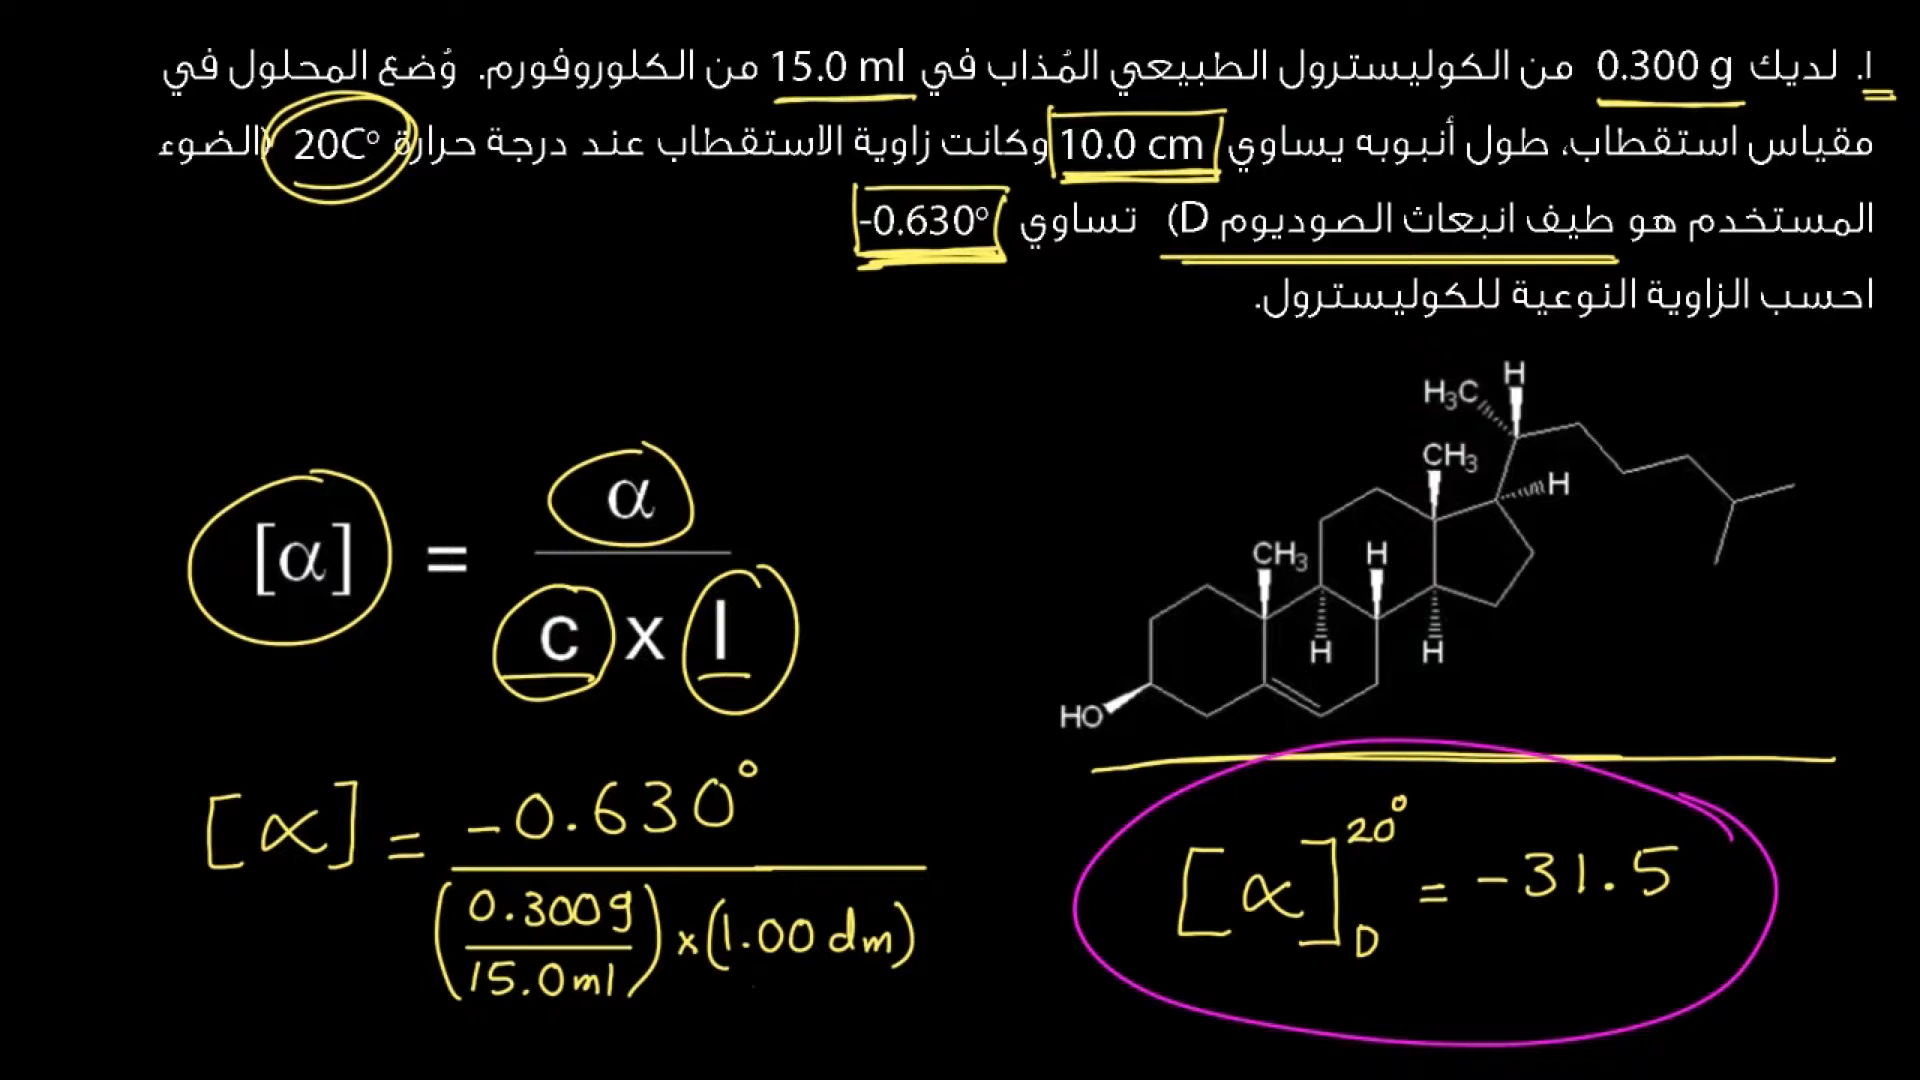 ١. لديك 0.300 g من الكوليسترول الطبيعي المُذاب في 15.0 ml من الكلوروفورم. وُضع المحلول في
مقياس استقطاب، طول أنبوبه يساوي 10.0 cm وكانت زاوية الاستقطاب عند درجة حرارة 20C° (الضوء
المستخدم هو طيف انبعاث الصوديوم D) تساوي -0.630°
احسب الزاوية النوعية للكوليسترول.
[α] = α
c x l
H
H₃C
CH₃
H
CH₃
H
H
H
HO
[α] = -0.630°
(0.300g
15.0ml) x (1.00 dm)
[α]20° D = -31.5